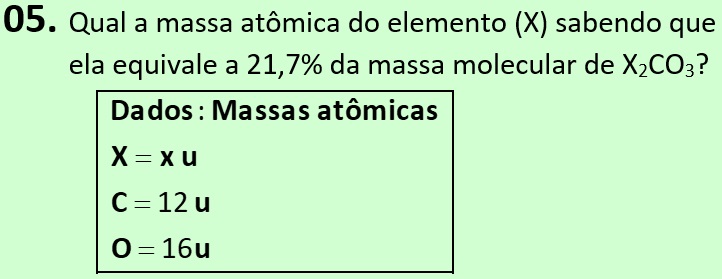 05. Qual a massa atômica do elemento (X) sabendo que
ela equivale a 21,7% da massa molecular de X₂CO₃?
Dados: Massas atômicas
X = x u
C = 12 u
O = 16u